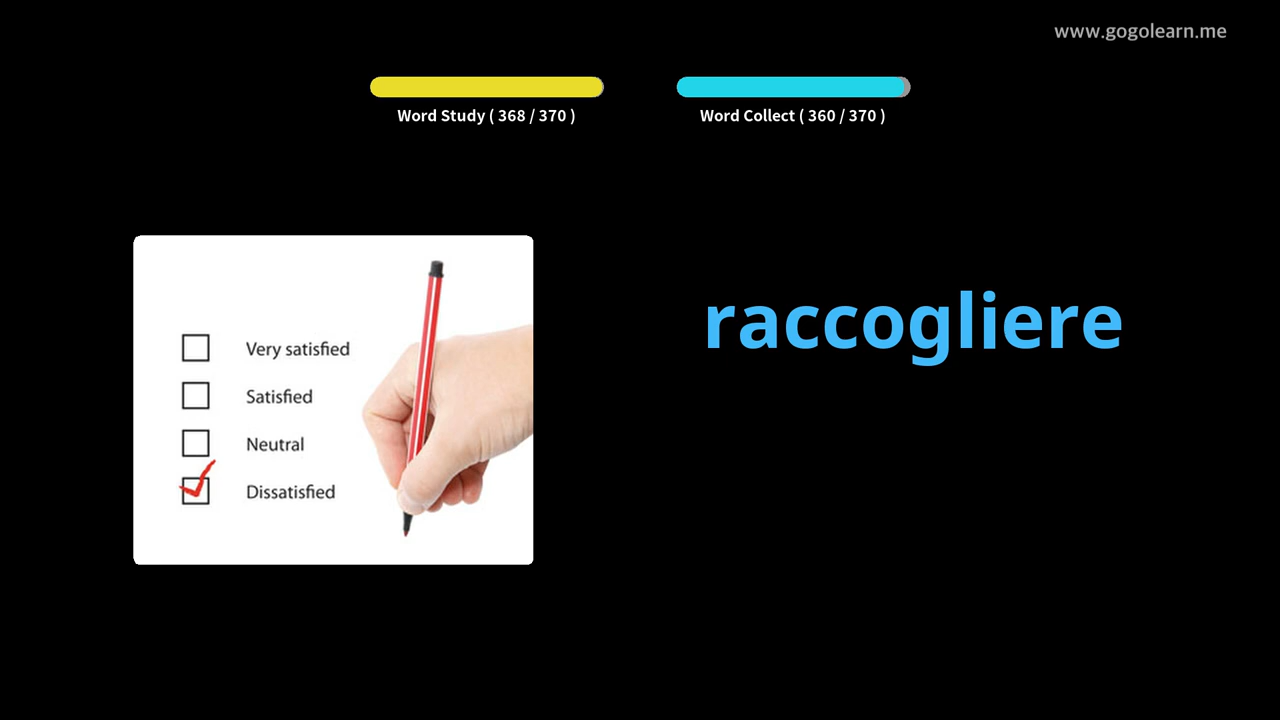 www.gogolearn.me
Word Study ( 368 / 370 )
Word Collect ( 360 / 370 )
raccogliere
Very satisfied
Satisfied
Neutral
Dissatisfied